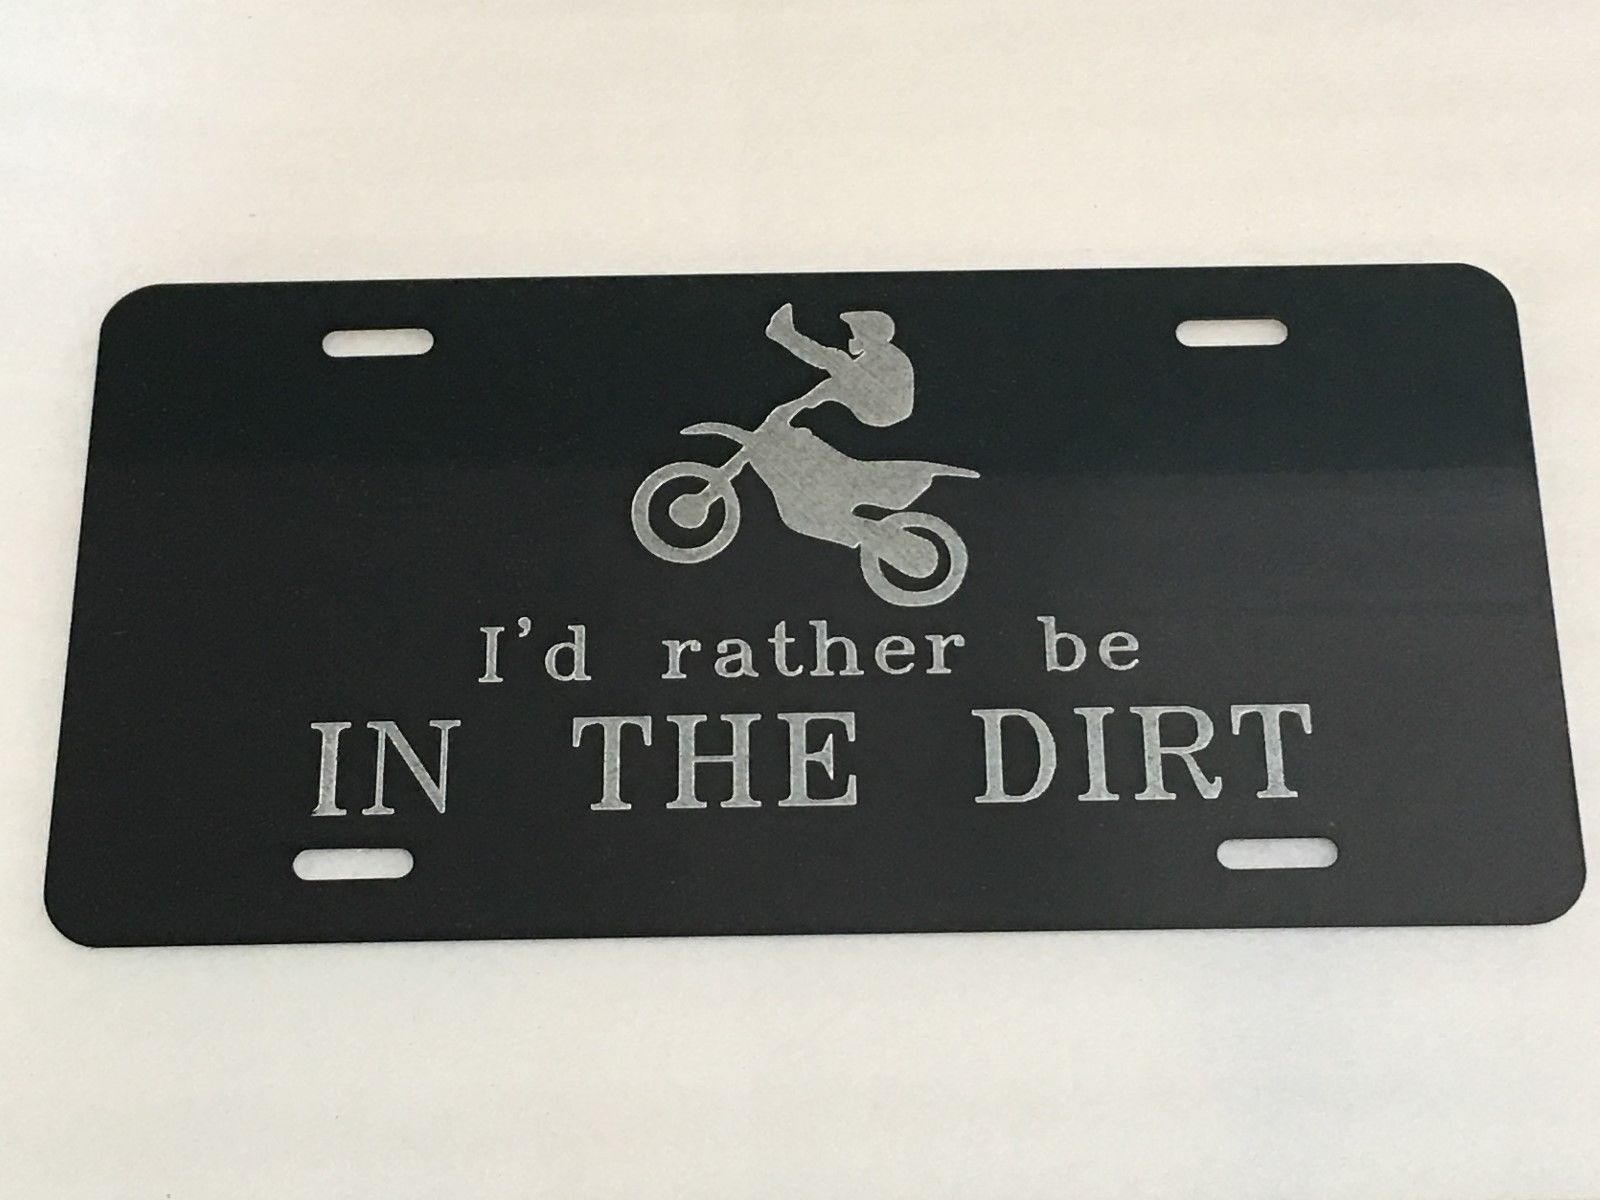 I'd rather be
IN THE DIRT